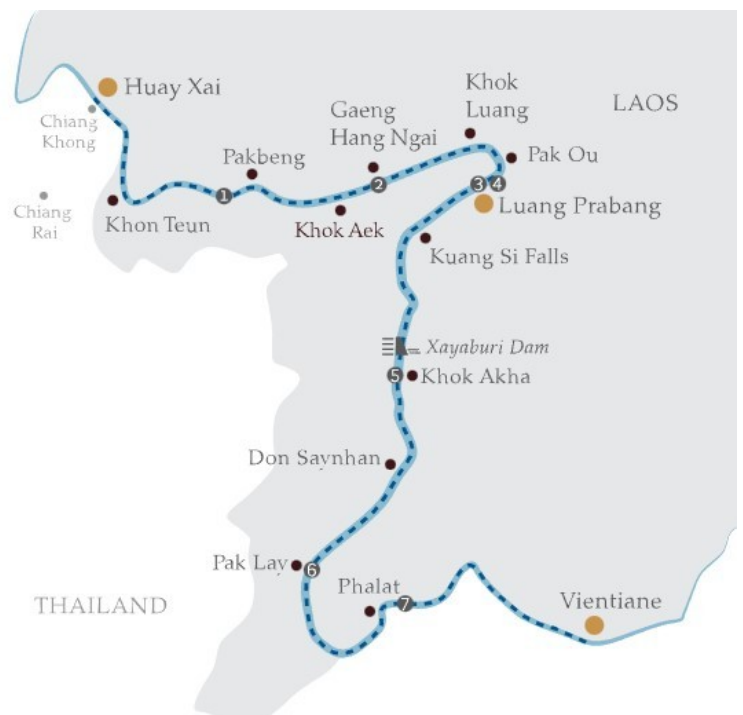 Huay Xai
Khok
Luang
LAOS
Chiang
Khong
Gaeng
Hang Ngai
Pakbeng
Pak Ou
1
2
3
4
Chiang
Rai
Khon Teun
Khok Aek
Luang Prabang
Kuang Si Falls
Xayaburi Dam
5
Khok Akha
Don Saynhan
Pak Lay
6
Phalat
7
THAILAND
Vientiane